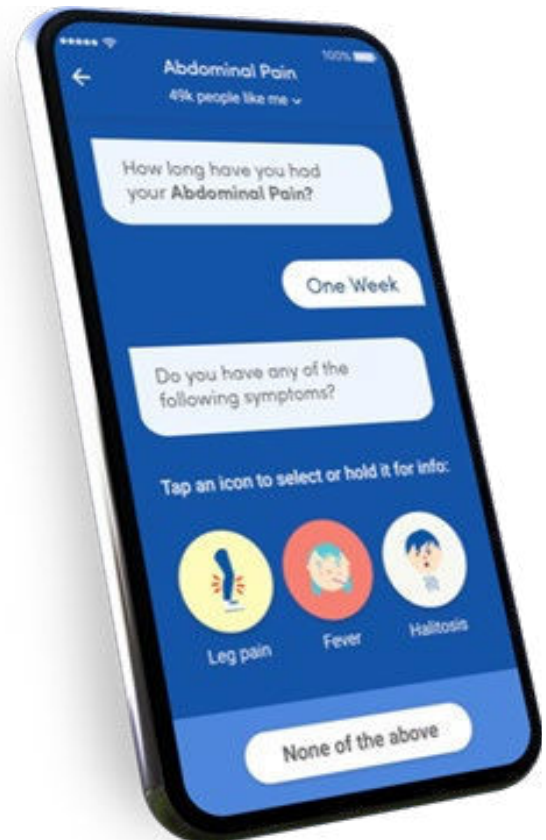 100%
Abdominal Pain
49k people like me
How long have you had
your Abdominal Pain?
One Week
Do you have any of the
following symptoms?
Tap an icon to select or hold it for info:
Leg pain
Fever
Halitosis
None of the above